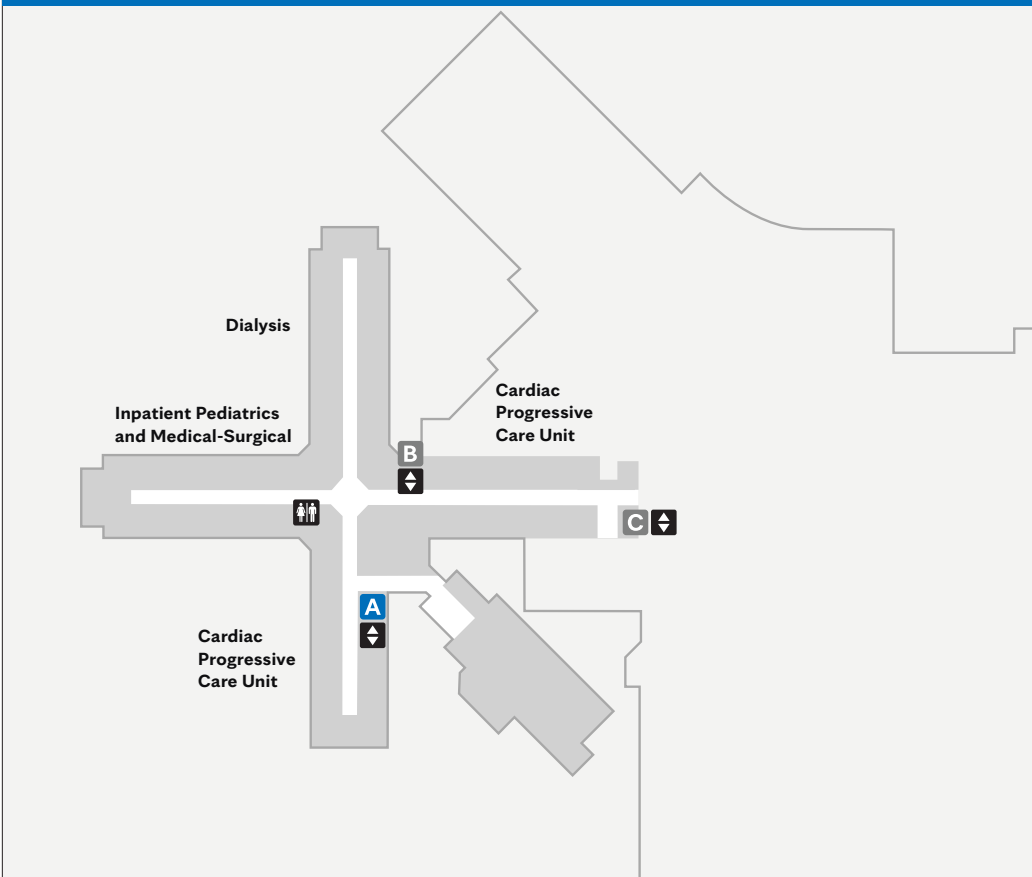 Dialysis
Inpatient Pediatrics
and Medical-Surgical
Cardiac
Progressive
Care Unit
B
C
A
Cardiac
Progressive
Care Unit